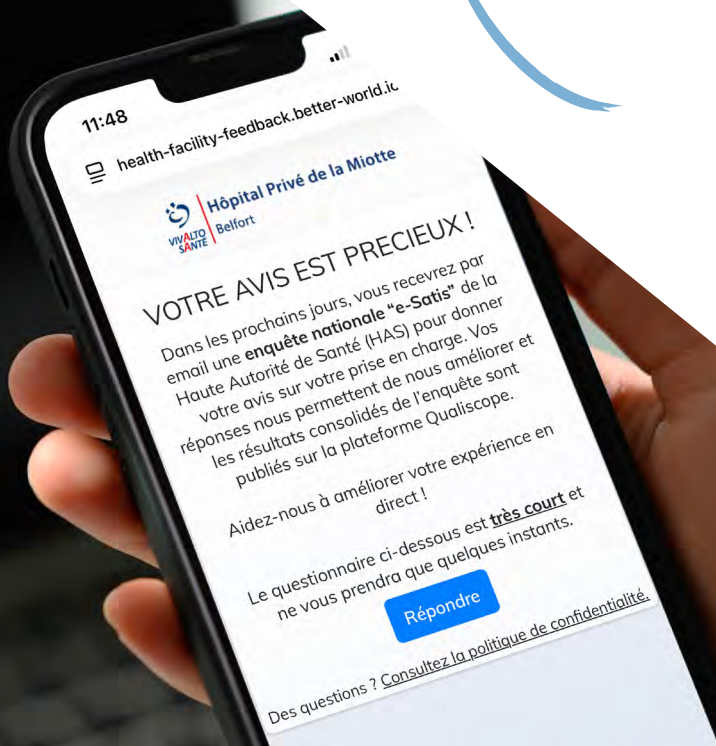 11:48
health-facility-feedback.better-world.ic
VIVALTO
SANTÉ
Hôpital Privé de la Miotte
Belfort
VOTRE AVIS EST PRECIEUX !
Dans les prochains jours, vous recevrez par
email une enquête nationale “e-Satis” de la
Haute Autorité de Santé (HAS) pour donner
votre avis sur votre prise en charge. Vos
réponses nous permettent de nous améliorer et
les résultats consolidés de l'enquête sont
publiés sur la plateforme Qualiscope.
Aidez-nous à améliorer votre expérience en
direct !
Le questionnaire ci-dessous est très court et
ne vous prendra que quelques instants.
Répondre
Des questions ? Consultez la politique de confidentialité.